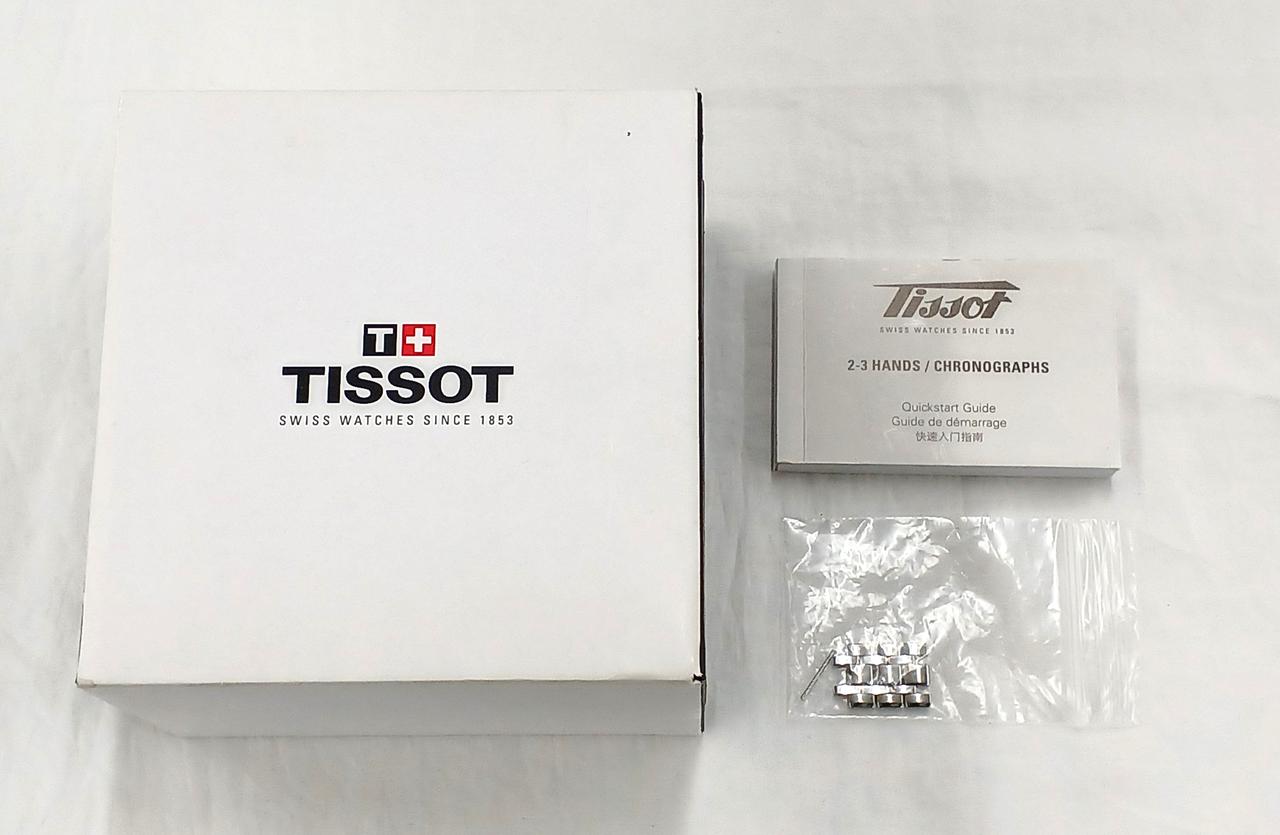 T
TISSOT
SWISS WATCHES SINCE 1853
Tissot
SWISS WATCHES SINCE 1853
2-3 HANDS / CHRONOGRAPHS
Quickstart Guide
Guide de démarrage
快速入门指南